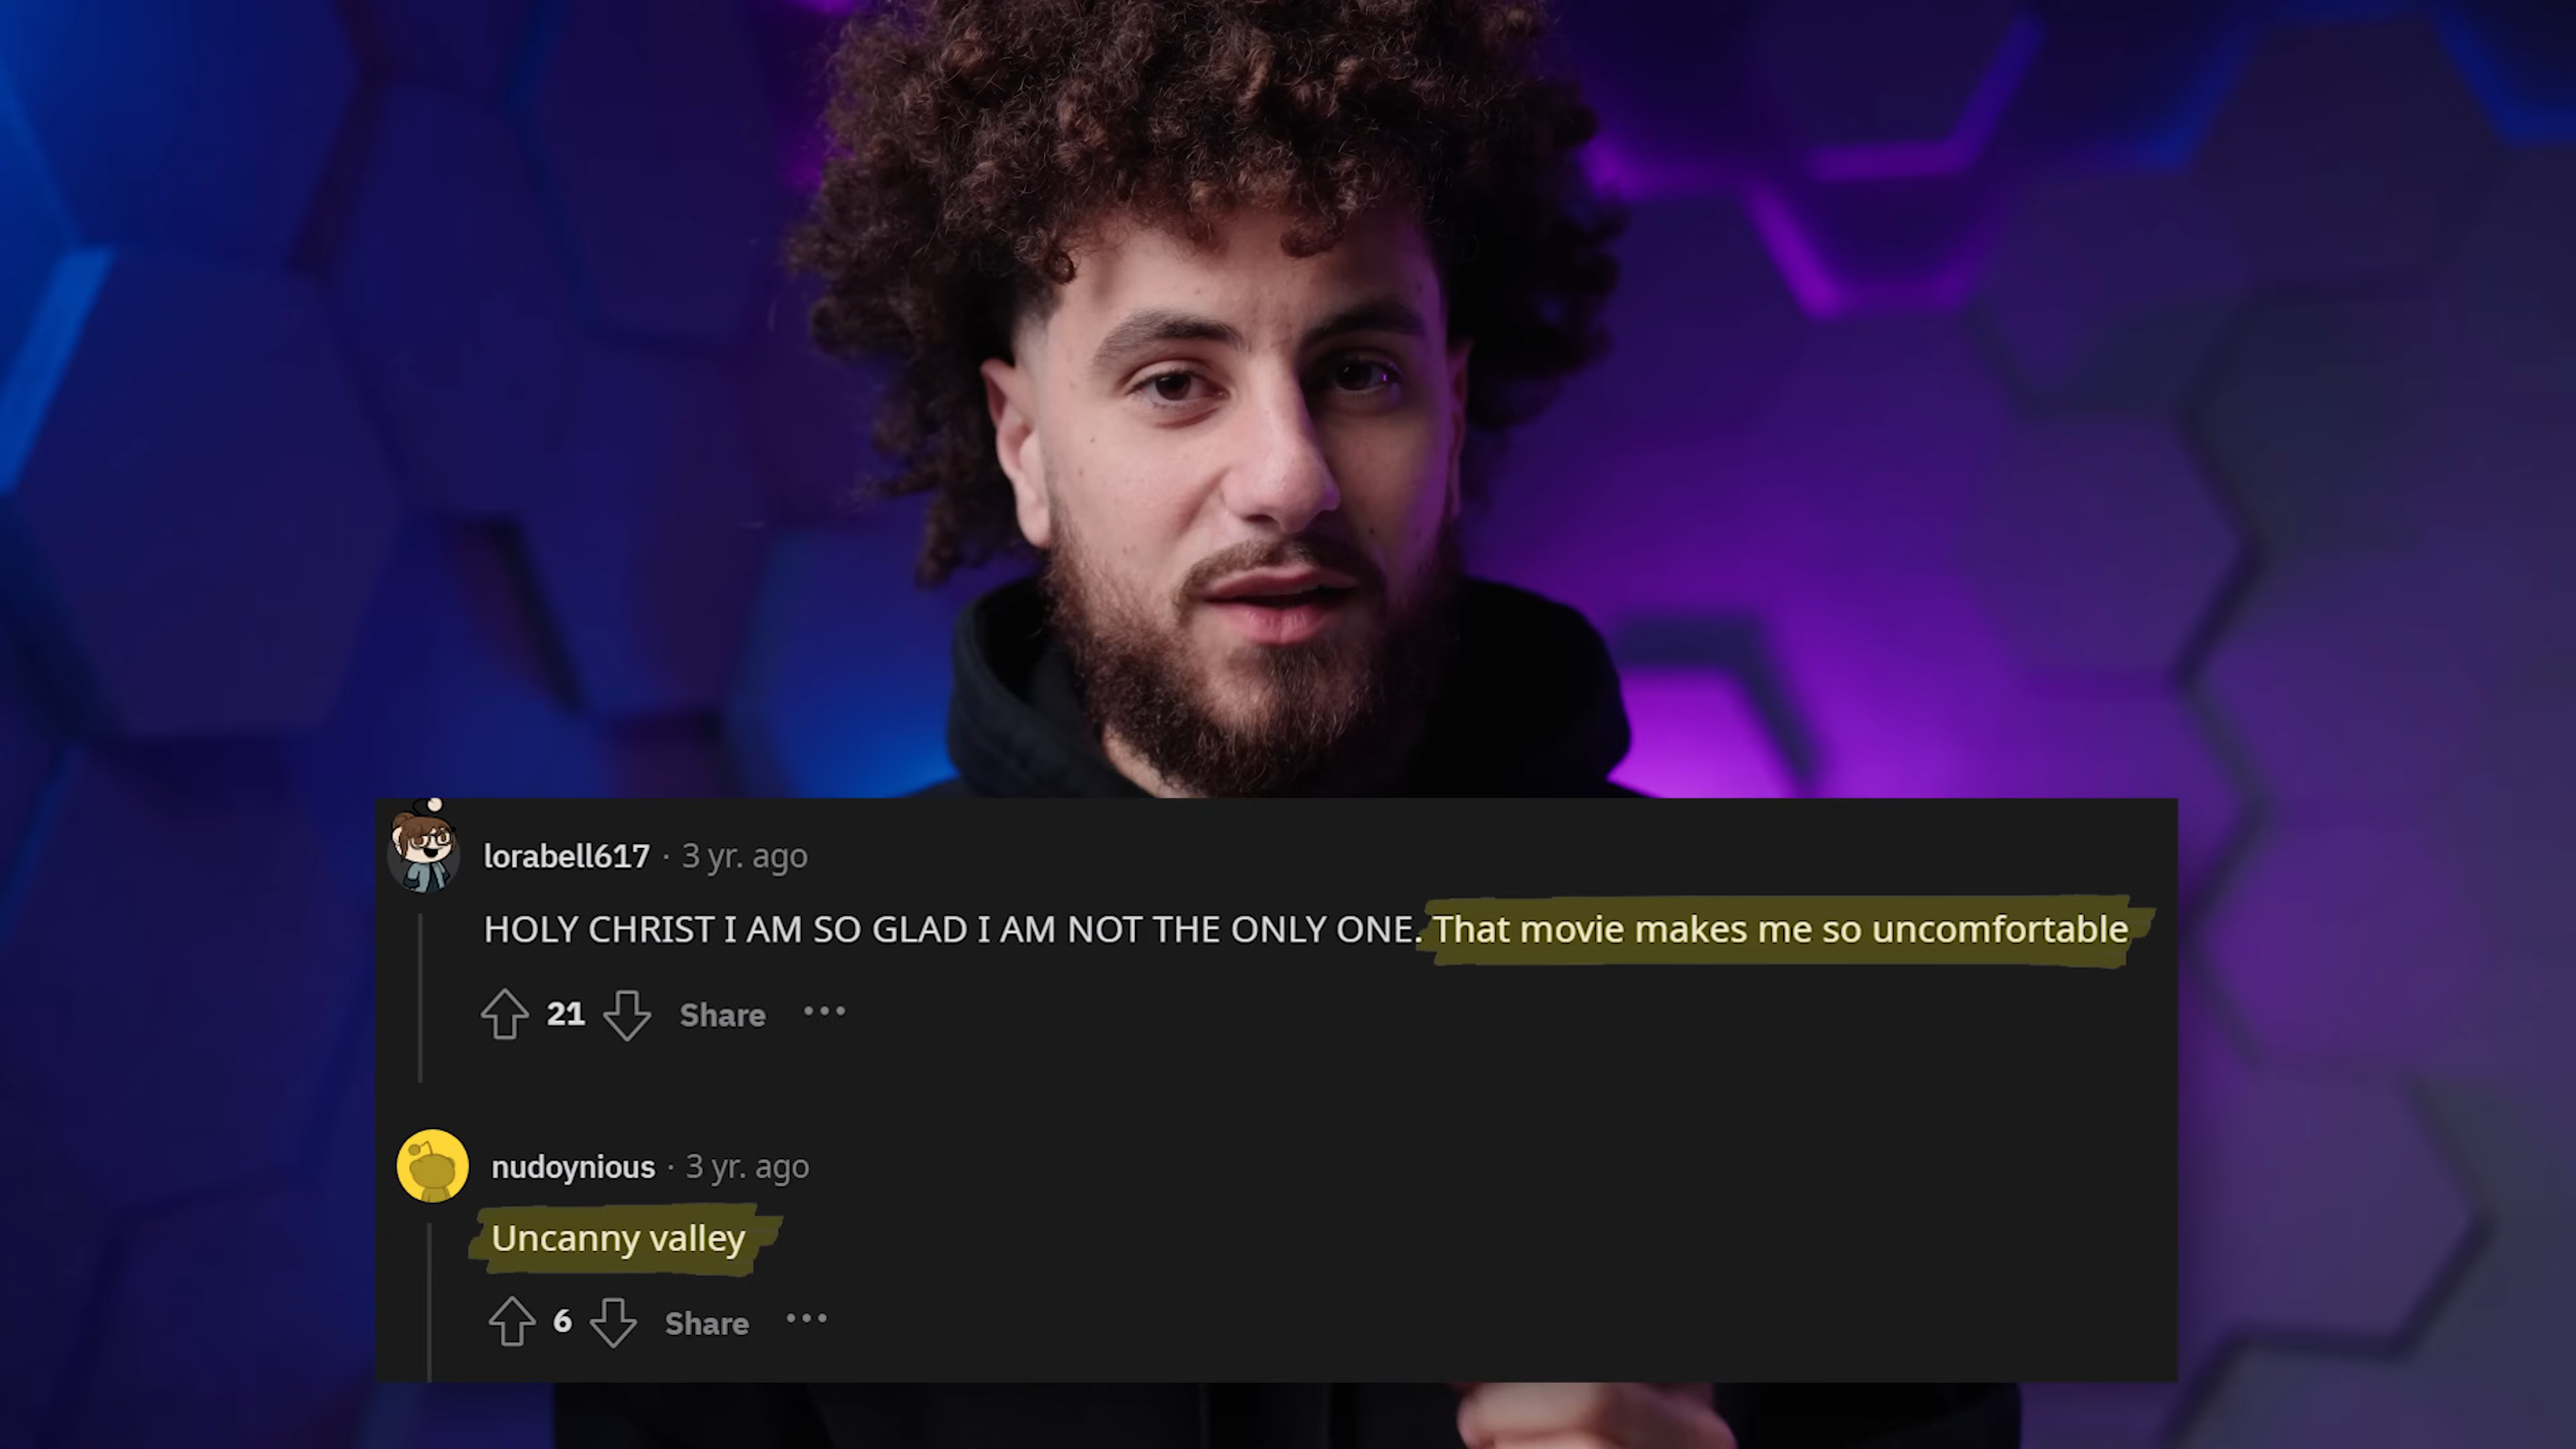 lorabell617 · 3 yr. ago
HOLY CHRIST I AM SO GLAD I AM NOT THE ONLY ONE. That movie makes me so uncomfortable
21 Share ···
nudoynious · 3 yr. ago
Uncanny valley
6 Share ···